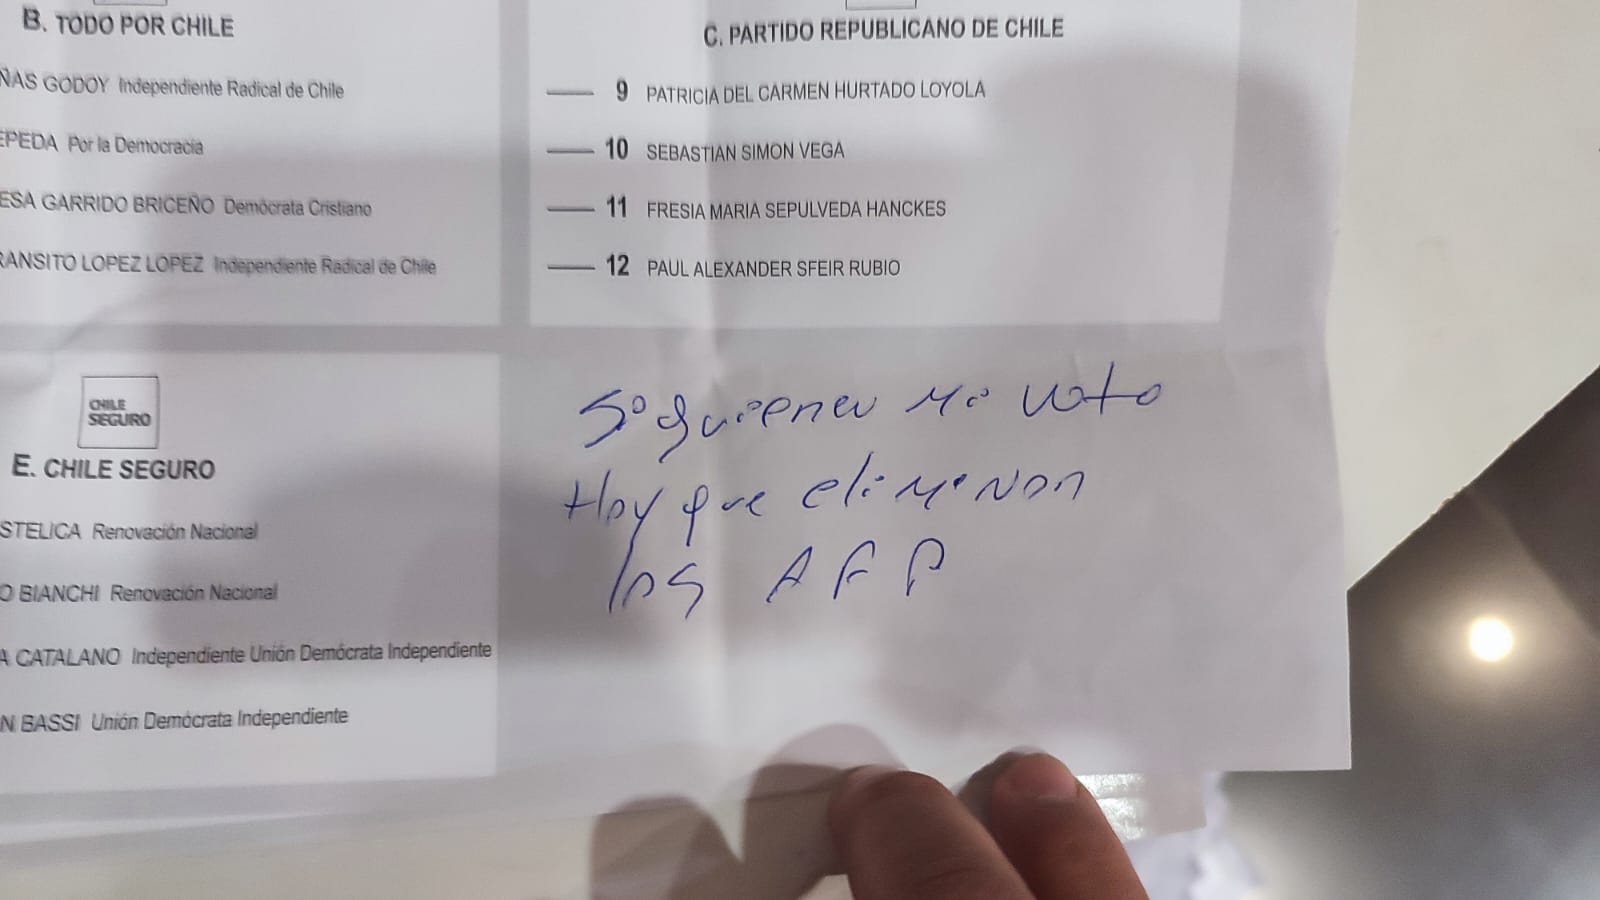 B. TODO POR CHILE
ÑAS GODOY Independiente Radical de Chile
EPEDA Por la Democracia
ESA GARRIDO BRICEÑO Demócrata Cristiano
RANSITO LOPEZ LOPEZ Independiente Radical de Chile
C. PARTIDO REPUBLICANO DE CHILE
9 PATRICIA DEL CARMEN HURTADO LOYOLA
10 SEBASTIAN SIMON VEGA
11 FRESIA MARIA SEPULVEDA HANCKES
12 PAUL ALEXANDER SFEIR RUBIO
CHILE
SEGURO
E. CHILE SEGURO
STELICA Renovación Nacional
O BIANCHI Renovación Nacional
A CATALANO Independiente Unión Demócrata Independiente
N BASSI Unión Demócrata Independiente
Si quienen mi voto
Hay que eliminan
las AFP